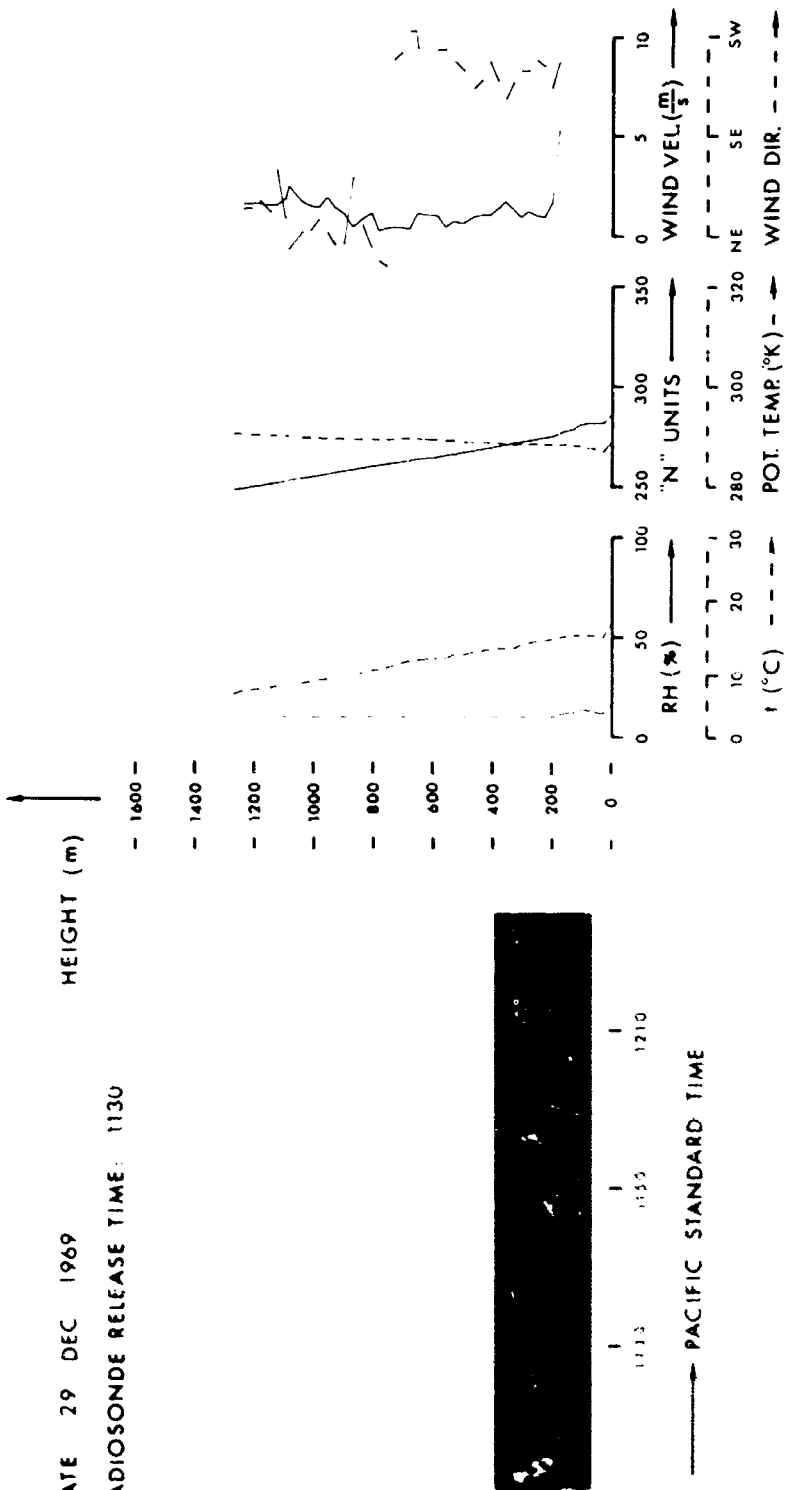 ATE 29 DEC 1969
ADIOSONDE RELEASE TIME: 1130
HEIGHT (m)
1600
1400
1200
1000
800
600
400
200
0
1210
PACIFIC STANDARD TIME
0 50 100
RH (%)
0 10 20 30
t (°C)
250 300 350
"N" UNITS
280 300 320
POT. TEMP. (°K)
0 5 10
WIND VEL. (m/s)
NE SE SW
WIND DIR.